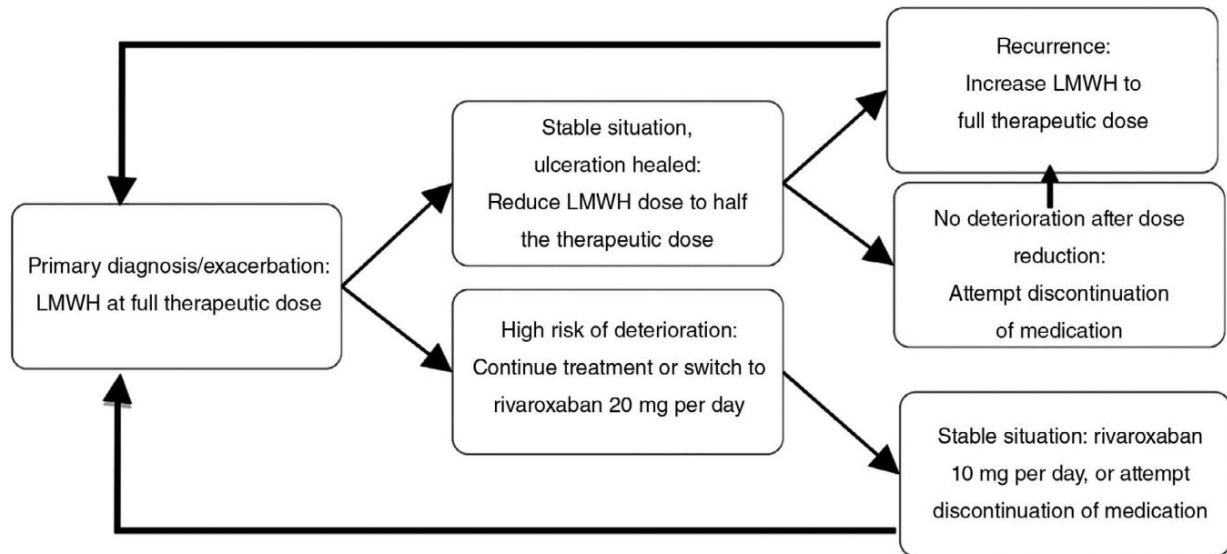 Primary diagnosis/exacerbation:
LMWH at full therapeutic dose
Stable situation,
ulceration healed:
Reduce LMWH dose to half
the therapeutic dose
High risk of deterioration:
Continue treatment or switch to
rivaroxaban 20 mg per day
Recurrence:
Increase LMWH to
full therapeutic dose
No deterioration after dose
reduction:
Attempt discontinuation
of medication
Stable situation: rivaroxaban
10 mg per day, or attempt
discontinuation of medication